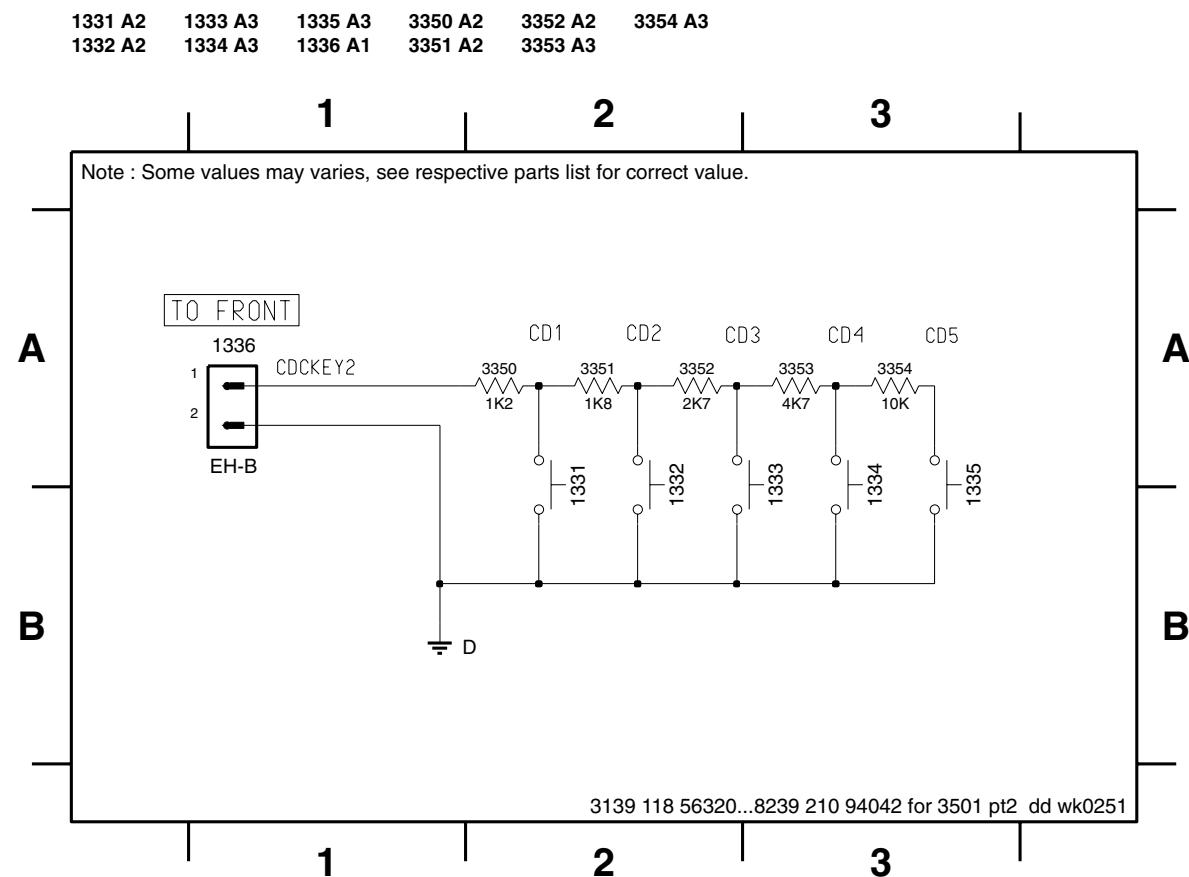 1331 A2 1333 A3 1335 A3 3350 A2 3352 A2 3354 A3
1332 A2 1334 A3 1336 A1 3351 A2 3353 A3
1 2 3
Note : Some values may varies, see respective parts list for correct value.
TO FRONT
CD1 CD2 CD3 CD4 CD5
A A
1336
1 CDCKEY2 3350 3351 3352 3353 3354
1K2 1K8 2K7 4K7 10K
2
EH-B
1331 1332 1333 1334 1335
B B
D
3139 118 56320...8239 210 94042 for 3501 pt2 dd wk0251
1 2 3